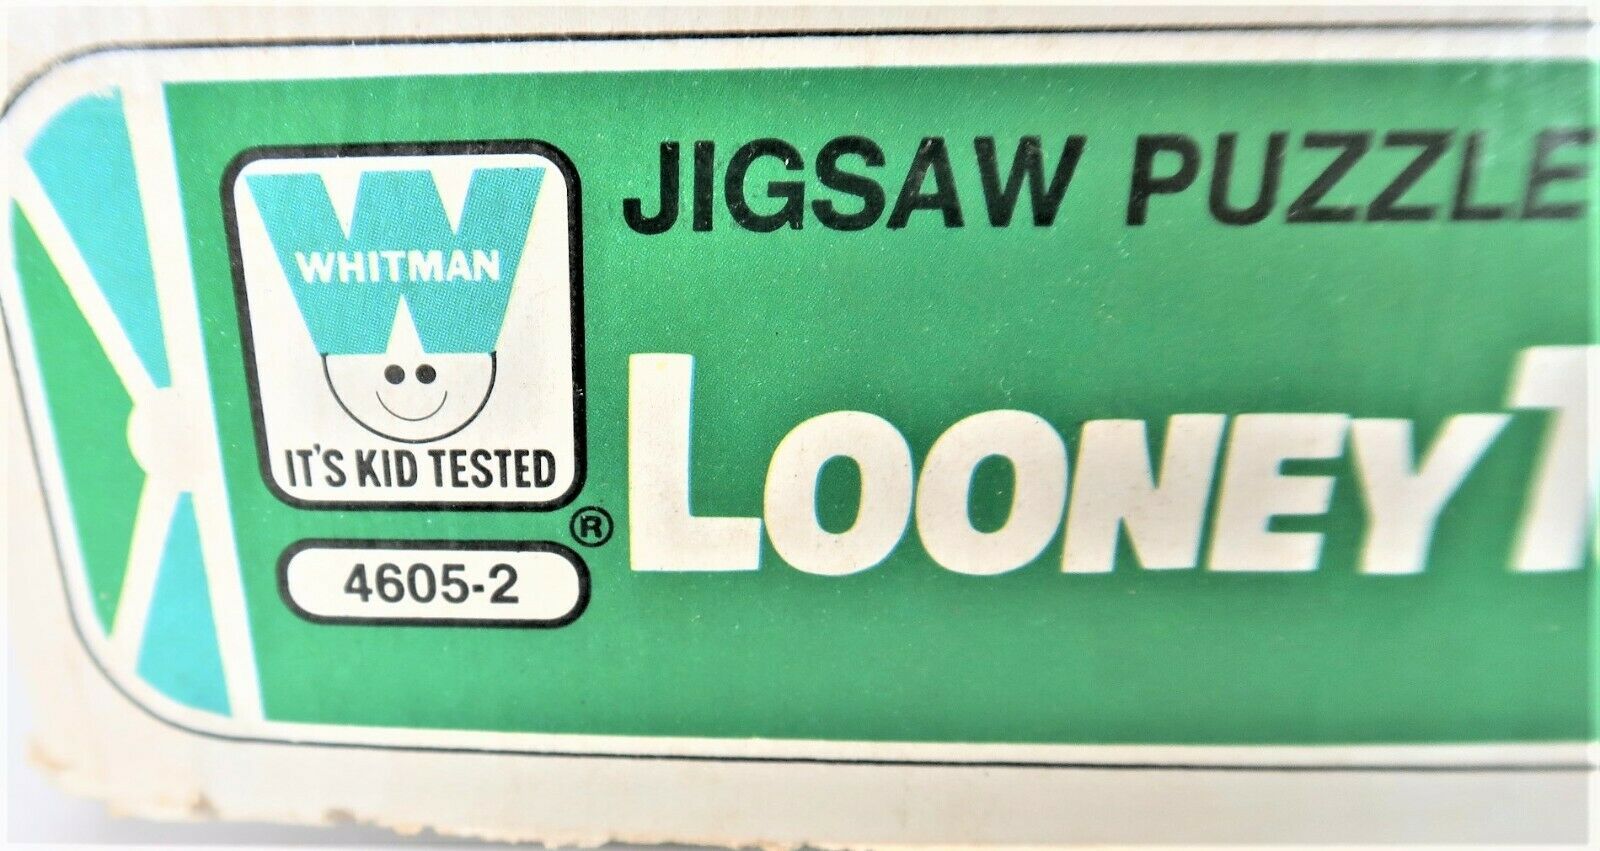 JIGSAW PUZZLE
W
WHITMAN
IT'S KID TESTED
®
4605-2
LOONEY T